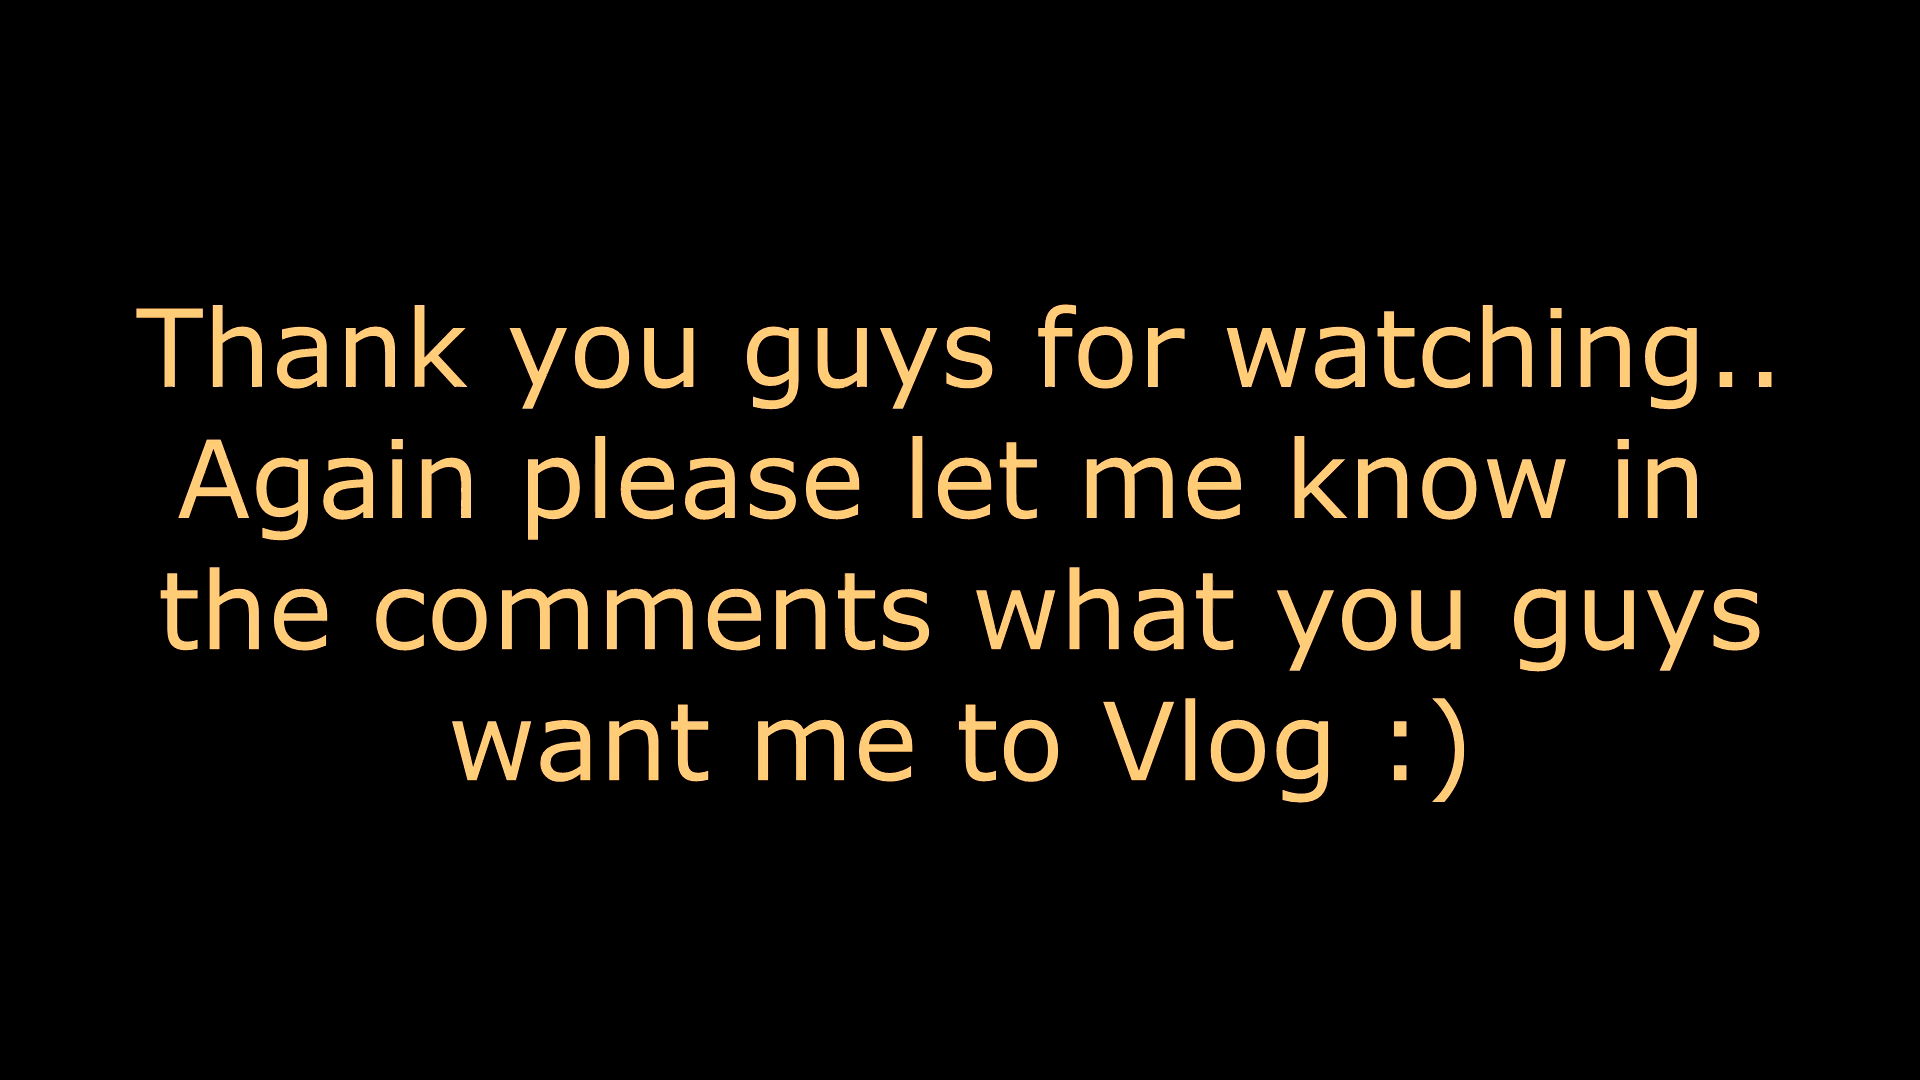 Thank you guys for watching..
Again please let me know in
the comments what you guys
want me to Vlog :)